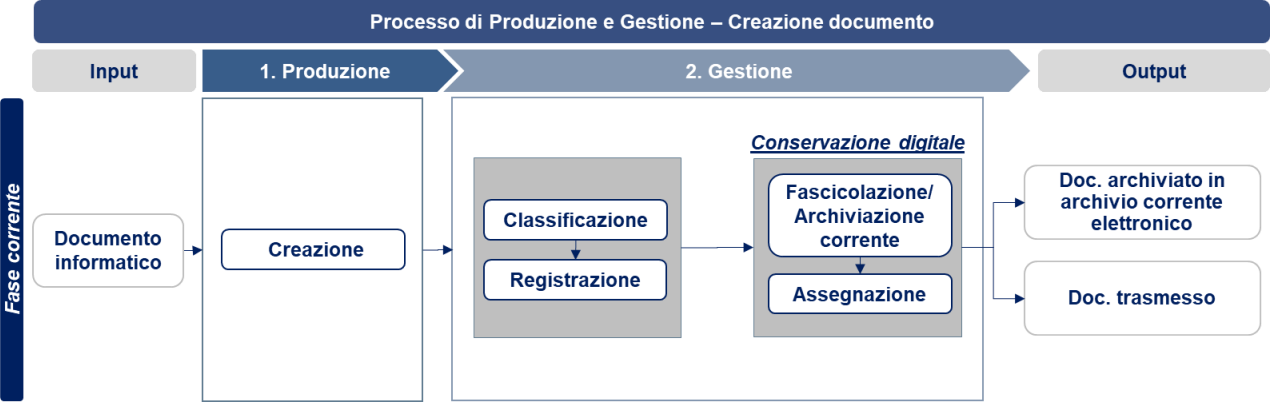 Processo di Produzione e Gestione – Creazione documento
Input
1. Produzione
2. Gestione
Output
Fase corrente
Documento
informatico
Creazione
Classificazione
Registrazione
Conservazione digitale
Fascicolazione/
Archiviazione
corrente
Assegnazione
Doc. archiviato in
archivio corrente
elettronico
Doc. trasmesso